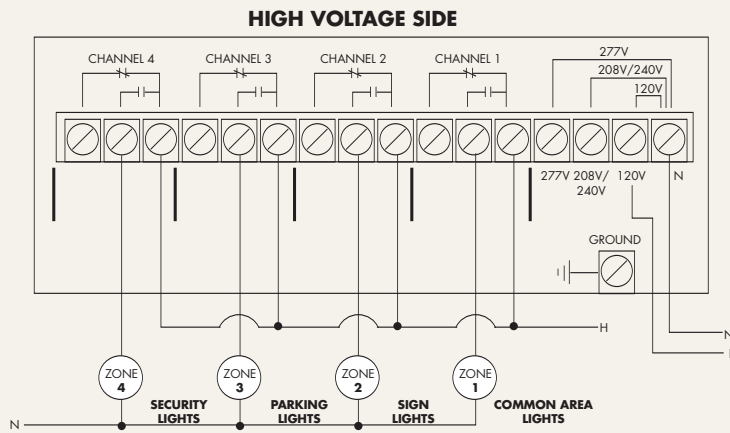 HIGH VOLTAGE SIDE
CHANNEL 4
CHANNEL 3
CHANNEL 2
CHANNEL 1
277V
208V/240V
120V
277V 208V/ 120V N
240V
GROUND
H
N
ZONE
4
ZONE
3
ZONE
2
ZONE
1
SECURITY
LIGHTS
PARKING
LIGHTS
SIGN
LIGHTS
COMMON AREA
LIGHTS
N